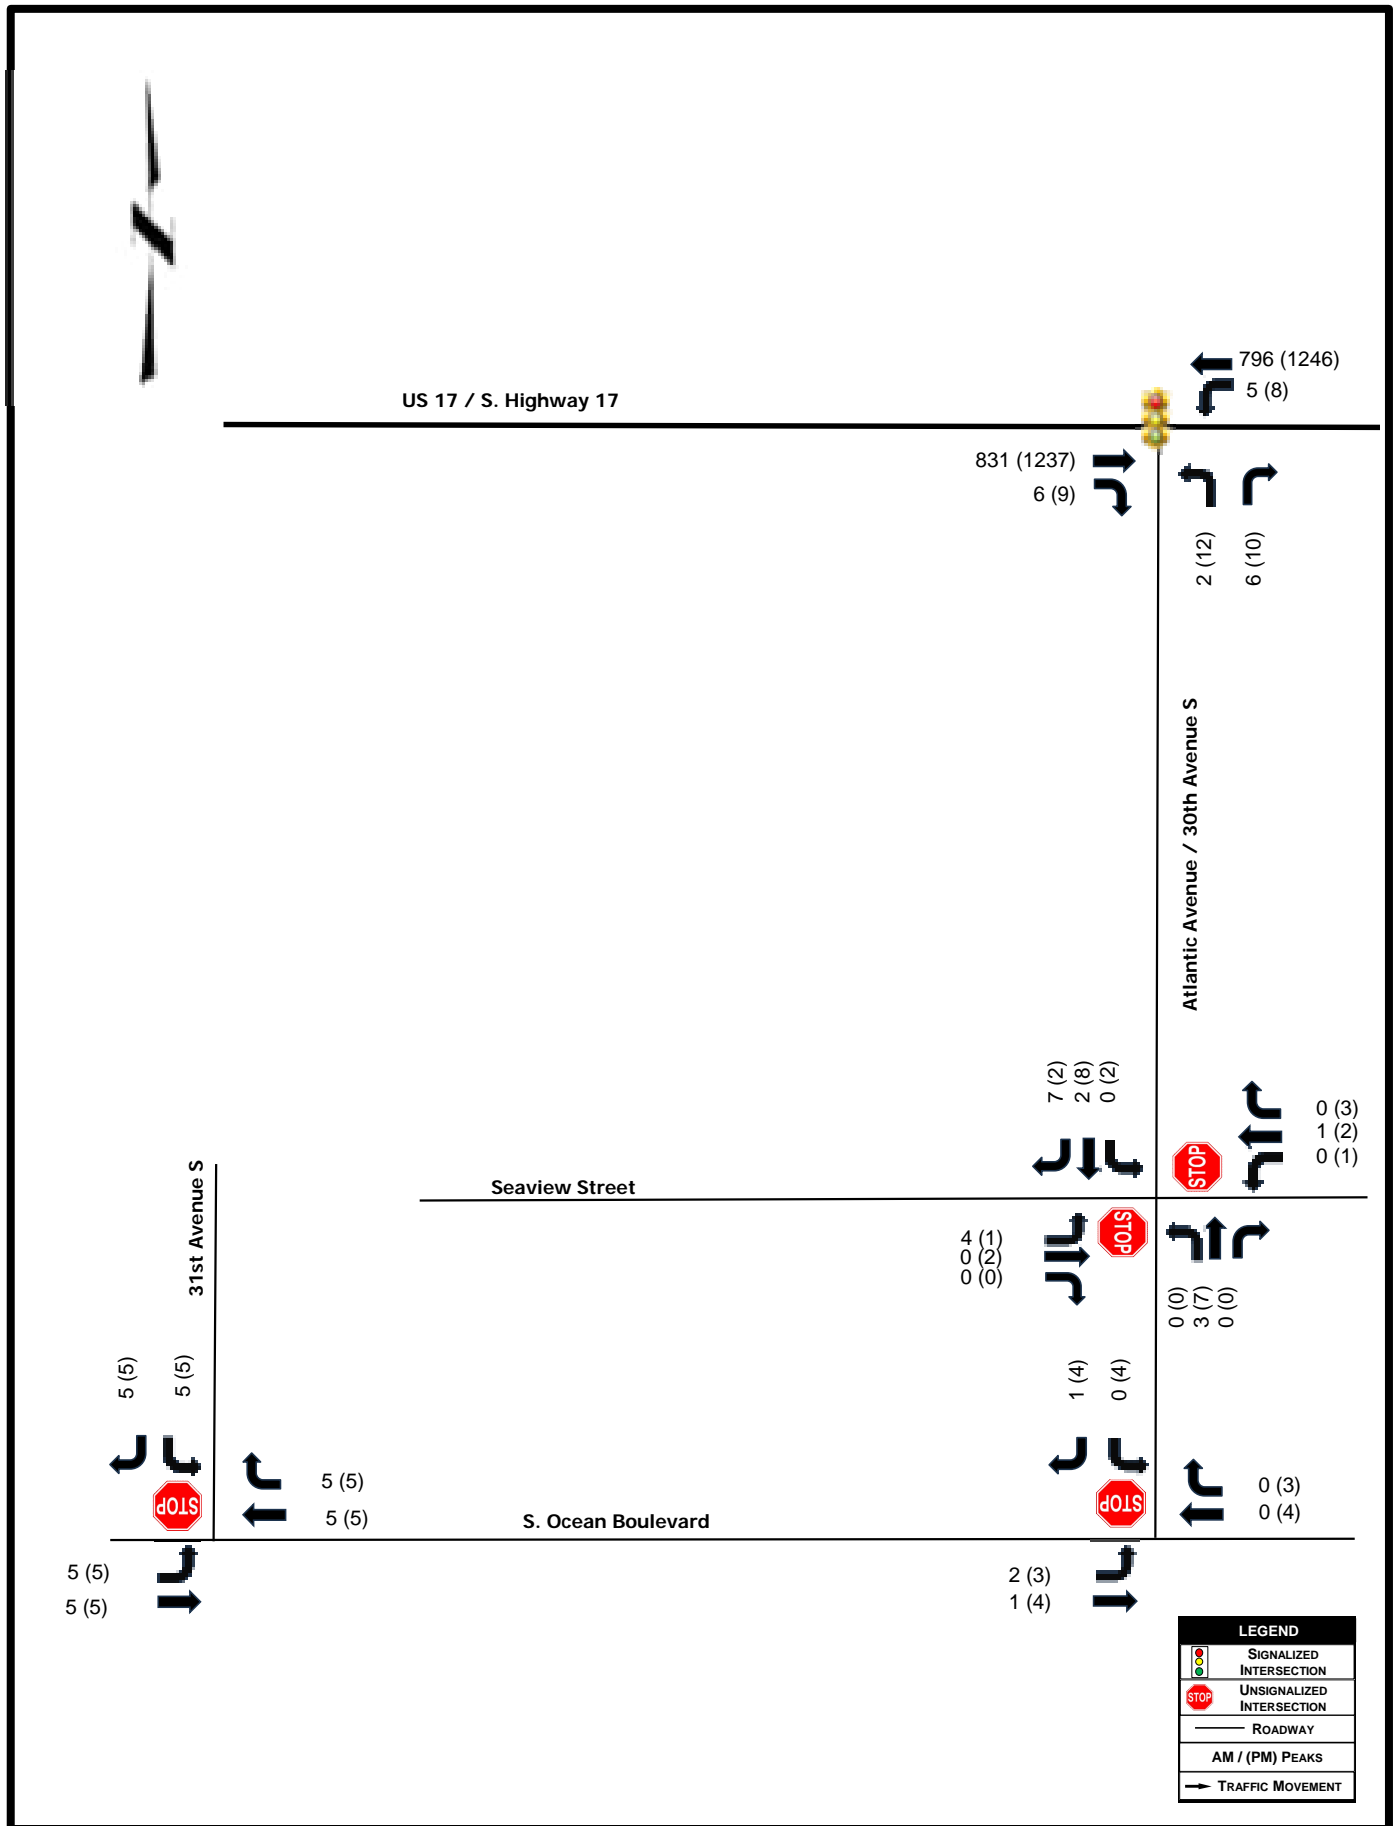 796 (1246)
5 (8)
US 17 / S. Highway 17
831 (1237)
6 (9)
2 (12)
6 (10)
Atlantic Avenue / 30th Avenue S
7 (2)
2 (8)
0 (2)
0 (3)
1 (2)
0 (1)
STOP
31st Avenue S
Seaview Street
4 (1)
0 (2)
0 (0)
STOP
0 (0)
3 (7)
0 (0)
5 (5)
5 (5)
1 (4)
0 (4)
5 (5)
5 (5)
STOP
S. Ocean Boulevard
STOP
0 (3)
0 (4)
5 (5)
5 (5)
2 (3)
1 (4)
LEGEND
SIGNALIZED
INTERSECTION
STOP
UNSIGNALIZED
INTERSECTION
ROADWAY
AM / (PM) PEAKS
TRAFFIC MOVEMENT